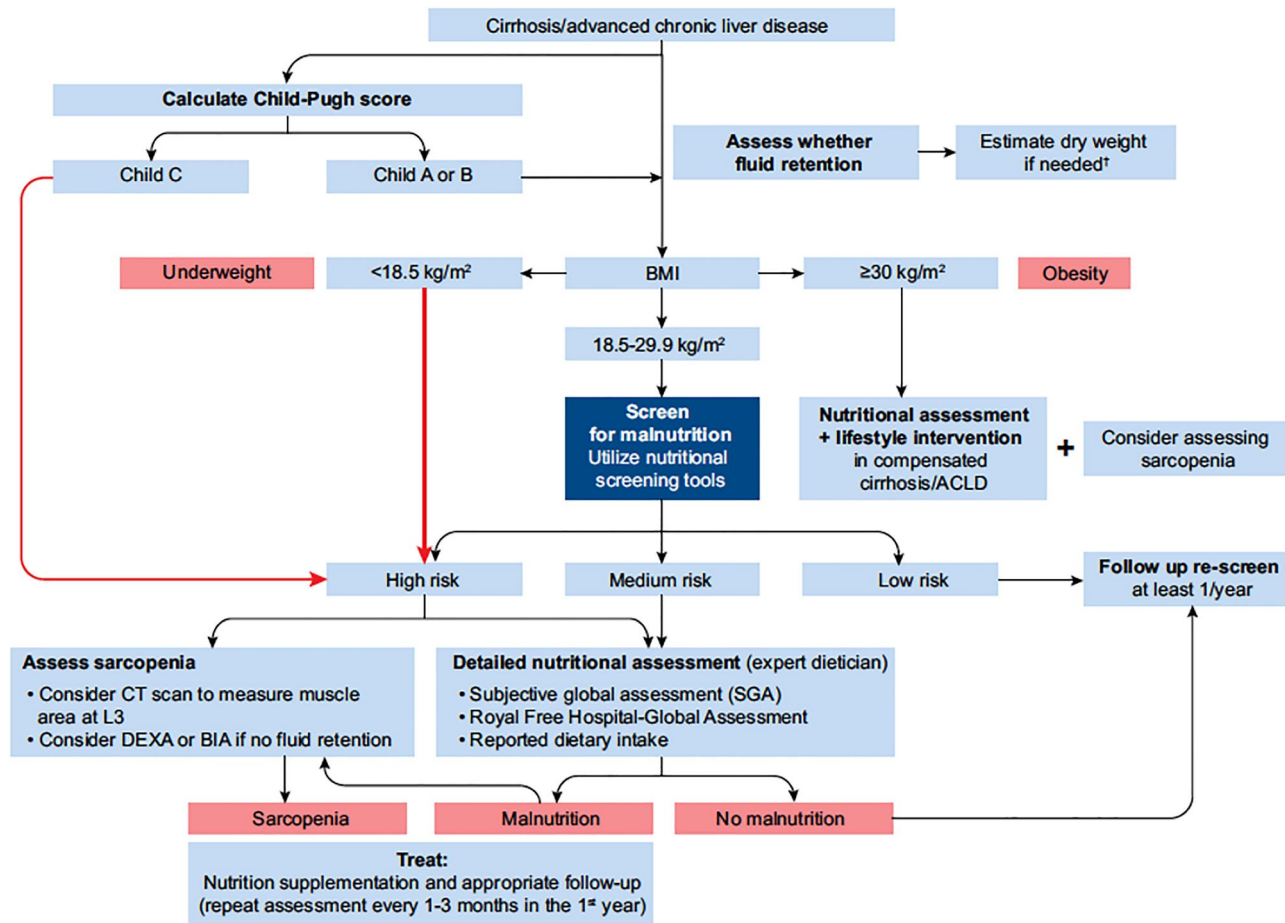 Cirrhosis/advanced chronic liver disease
Calculate Child-Pugh score
Child C
Child A or B
Assess whether
fluid retention
Estimate dry weight
if needed†
Underweight
<18.5 kg/m²
BMI
≥30 kg/m²
Obesity
18.5-29.9 kg/m²
Screen
for malnutrition
Utilize nutritional
screening tools
Nutritional assessment
+ lifestyle intervention
in compensated
cirrhosis/ACLD
+
Consider assessing
sarcopenia
High risk
Medium risk
Low risk
Follow up re-screen
at least 1/year
Assess sarcopenia
• Consider CT scan to measure muscle
area at L3
• Consider DEXA or BIA if no fluid retention
Detailed nutritional assessment (expert dietician)
• Subjective global assessment (SGA)
• Royal Free Hospital-Global Assessment
• Reported dietary intake
Sarcopenia
Malnutrition
No malnutrition
Treat:
Nutrition supplementation and appropriate follow-up
(repeat assessment every 1-3 months in the 1st year)